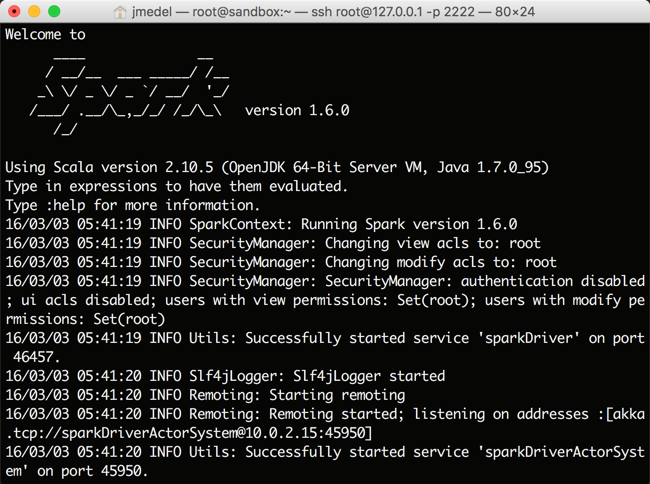 jmedel — root@sandbox:~ — ssh root@127.0.0.1 -p 2222 — 80×24
Welcome to
      ____              __
     / __/__  ___ _____/ /__
    _\ \/ _ \/ _ `/ __/  '_/
   /___/ .__/\_,_/_/ /_/\_\   version 1.6.0
      /_/
Using Scala version 2.10.5 (OpenJDK 64-Bit Server VM, Java 1.7.0_95)
Type in expressions to have them evaluated.
Type :help for more information.
16/03/03 05:41:19 INFO SparkContext: Running Spark version 1.6.0
16/03/03 05:41:19 INFO SecurityManager: Changing view acls to: root
16/03/03 05:41:19 INFO SecurityManager: Changing modify acls to: root
16/03/03 05:41:19 INFO SecurityManager: SecurityManager: authentication disabled
; ui acls disabled; users with view permissions: Set(root); users with modify pe
rmissions: Set(root)
16/03/03 05:41:19 INFO Utils: Successfully started service 'sparkDriver' on port
 46457.
16/03/03 05:41:20 INFO Slf4jLogger: Slf4jLogger started
16/03/03 05:41:20 INFO Remoting: Starting remoting
16/03/03 05:41:20 INFO Remoting: Remoting started; listening on addresses :[akka
.tcp://sparkDriverActorSystem@10.0.2.15:45950]
16/03/03 05:41:20 INFO Utils: Successfully started service 'sparkDriverActorSyst
em' on port 45950.